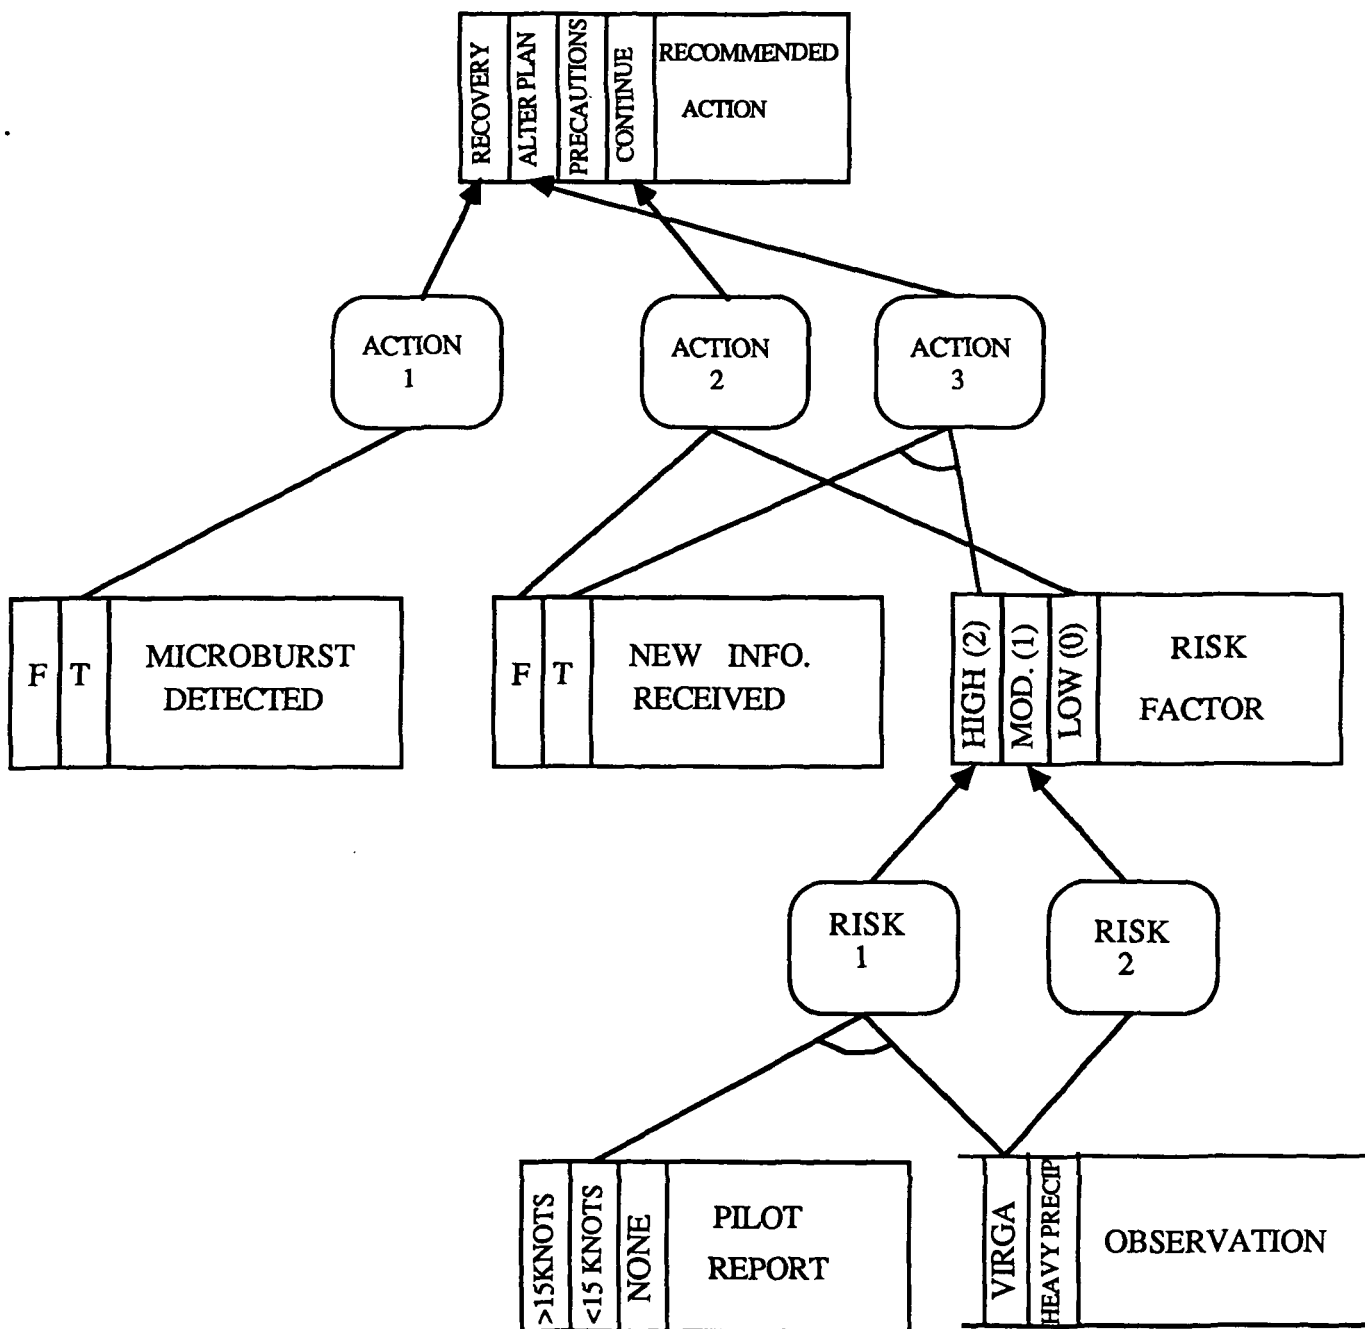 RECOVERY
ALTER PLAN
PRECAUTIONS
CONTINUE
RECOMMENDED
ACTION
ACTION
1
ACTION
2
ACTION
3
F
T
MICROBURST
DETECTED
F
T
NEW INFO.
RECEIVED
HIGH (2)
MOD. (1)
LOW (0)
RISK
FACTOR
RISK
1
RISK
2
>15KNOTS
<15 KNOTS
NONE
PILOT
REPORT
VIRGA
HEAVY PRECIP
OBSERVATION